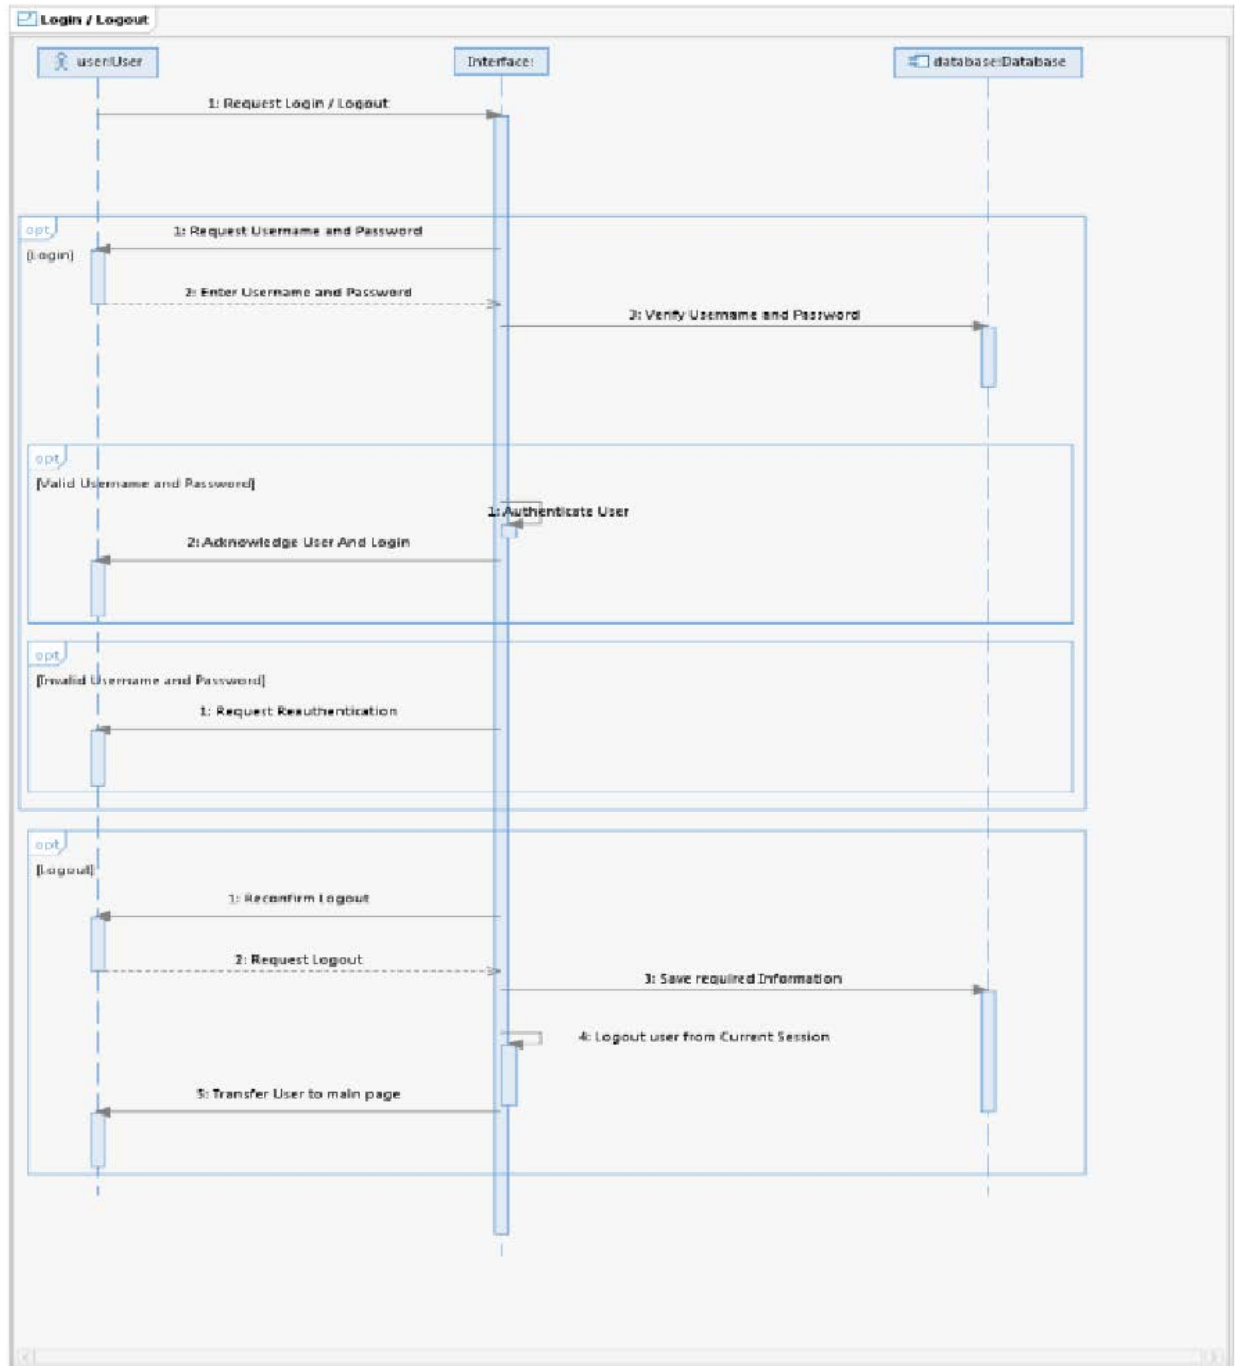 Login / Logout
user:User
Interface:
database:Database
1: Request Login / Logout
opt
[Login]
1: Request Username and Password
2: Enter Username and Password
3: Verify Username and Password
opt
[Valid Username and Password]
1: Authenticate User
2: Acknowledge User And Login
opt
[Invalid Username and Password]
1: Request Reauthentication
opt
[Logout]
1: Reconfirm Logout
2: Request Logout
3: Save required Information
4: Logout user from Current Session
5: Transfer User to main page